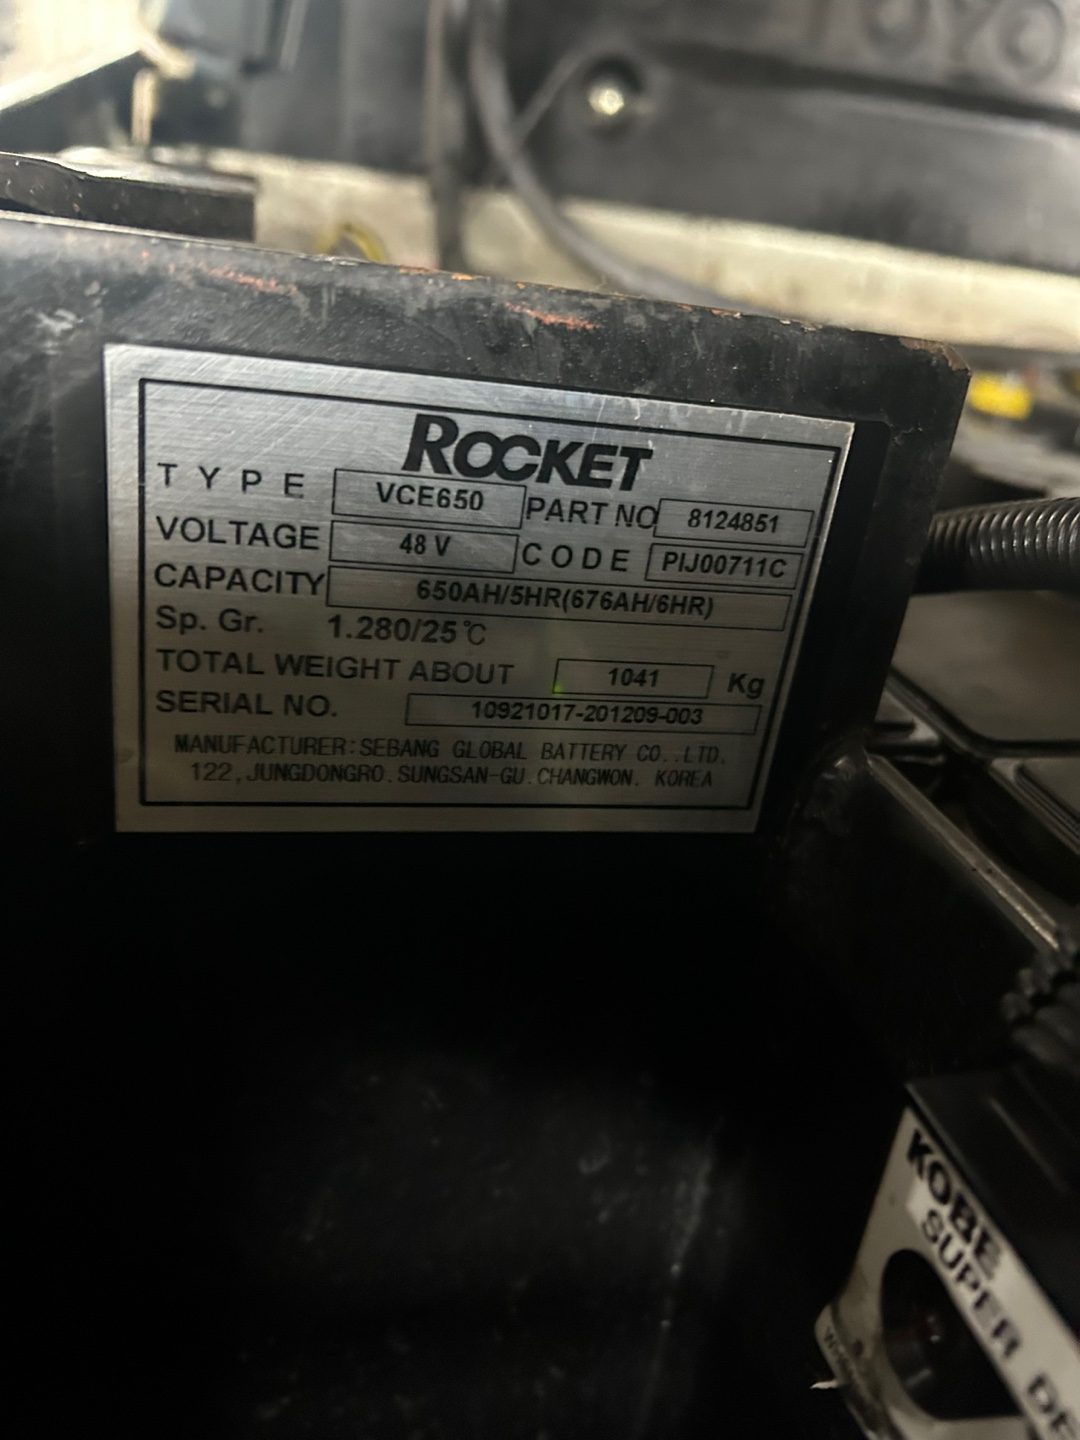 TOYO
ROCKET
TYPE VCE650 PART NO 8124851
VOLTAGE 48 V CODE PIJ00711C
CAPACITY 650AH/5HR(676AH/6HR)
Sp. Gr. 1.280/25℃
TOTAL WEIGHT ABOUT 1041 Kg
SERIAL NO. 10921017-201209-003
MANUFACTURER:SEBANG GLOBAL BATTERY CO.,LTD.
122,JUNGDONGRO.SUNGSAN-GU.CHANGWON. KOREA
KOBE
SUPER